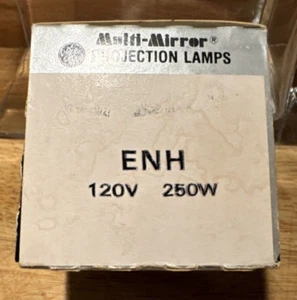 Multi-Mirror®
PROJECTION LAMPS
ENH
120V 250W